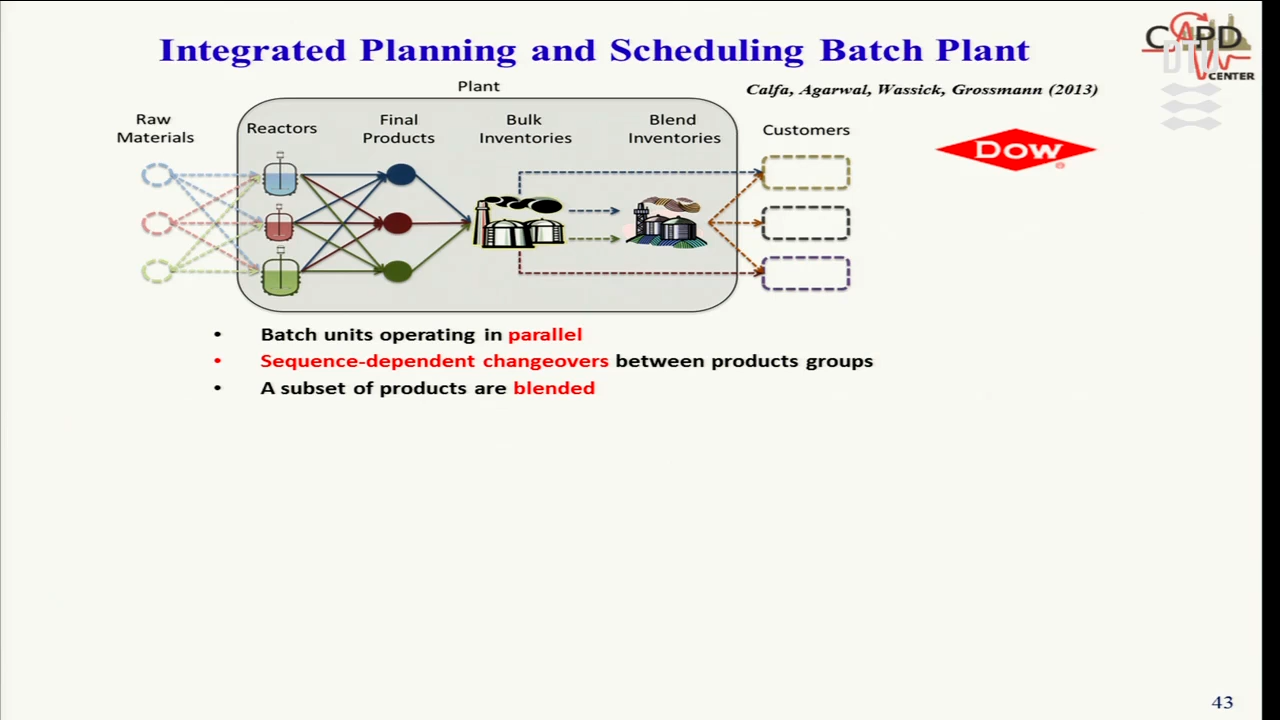 Integrated Planning and Scheduling Batch Plant
CAPD
CENTER
DTU
Plant
Calfa, Agarwal, Wassick, Grossmann (2013)
Raw
Materials
Reactors
Final
Products
Bulk
Inventories
Blend
Inventories
Customers
Dow
®
• Batch units operating in parallel
• Sequence-dependent changeovers between products groups
• A subset of products are blended
43